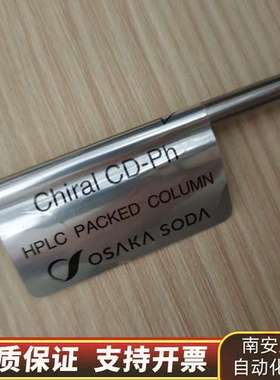 Chiral CD-Ph
HPLC PACKED COLUMN
OSAKA SODA
南安
质保证 支持开票
自动化